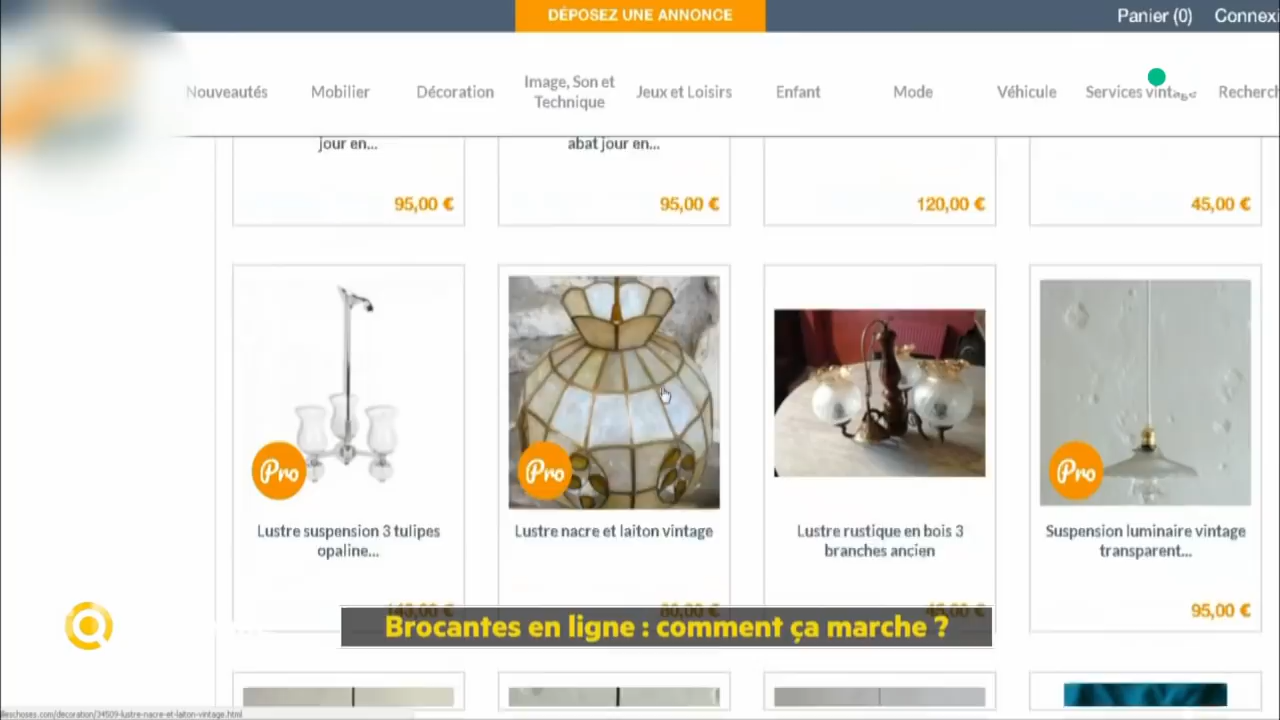 DÉPOSEZ UNE ANNONCE
Panier (0)
Nouveautés
Mobilier
Décoration
Image, Son et
Technique
Jeux et Loisirs
Enfant
Mode
Véhicule
Services vintage
jour en...
abat jour en...
95,00 €
95,00 €
120,00 €
45,00 €
Pro
Pro
Pro
Lustre suspension 3 tulipes
opaline...
Lustre nacre et laiton vintage
Lustre rustique en bois 3
branches ancien
Suspension luminaire vintage
transparent...
95,00 €
Brocantes en ligne : comment ça marche ?